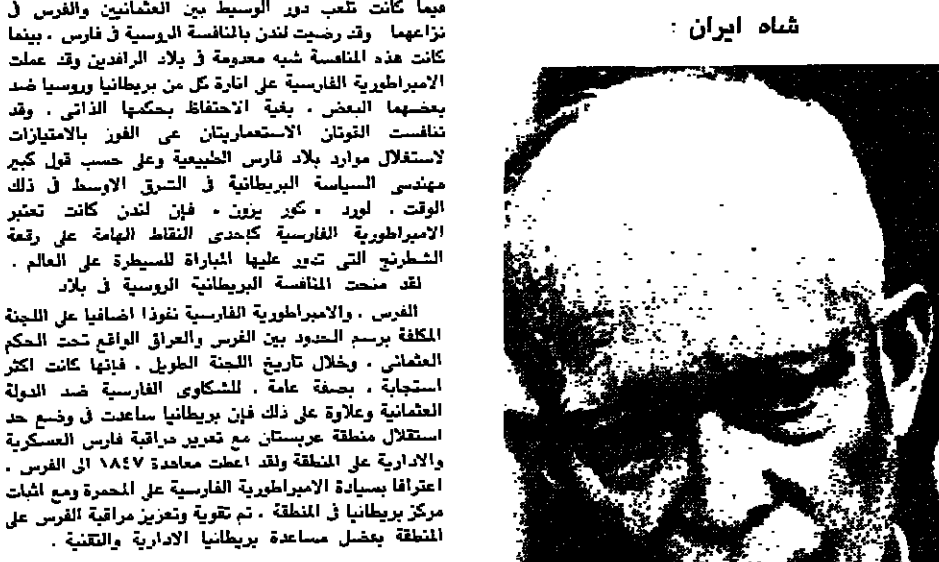 شاه ايران :
فيما كانت تلعب دور الوسيط بين العثمانيين والفرس في
نزاعهما وقد رضيت لندن بالمنافسة الروسية في فارس . بينما
كانت هذه المنافسة شبه معدومة في بلاد الرافدين وقد عملت
الامبراطورية الفارسية على اثارة كل من بريطانيا وروسيا ضد
بعضهما البعض . بغية الاحتفاظ بحكمها الذاتي . وقد
تنافست القوتان الاستعماريتان على الفوز بالامتيازات
لاستغلال موارد بلاد فارس الطبيعية وعلى حسب قول كبير
مهندسي السياسة البريطانية في الشرق الاوسط في ذلك
الوقت . لورد . كور يزون . فإن لندن كانت تعتبر
الامبراطورية الفارسية كإحدى النقاط الهامة على رقعة
الشطرنج التي تدور عليها المباراة للسيطرة على العالم .
لقد منحت المنافسة البريطانية الروسية في بلاد
الفرس . والامبراطورية الفارسية نفوذا اضافيا على اللجنة
المكلفة برسم الحدود بين الفرس والعراق الواقع تحت الحكم
العثماني . وخلال تاريخ اللجنة الطويل . فإنها كانت اكثر
استجابة . بصفة عامة . للشكاوى الفارسية ضد الدولة
العثمانية وعلاوة على ذلك فإن بريطانيا ساعدت في وضع حد
استقلال منطقة عربستان مع تعزيز مراقبة فارس العسكرية
والادارية على المنطقة ولقد اعطت معاهدة ١٨٤٧ الى الفرس .
اعترافا بسيادة الامبراطورية الفارسية على المحمرة ومع اثبات
مركز بريطانيا في المنطقة . تم تقوية وتعزيز مراقبة الفرس على
المنطقة بفضل مساعدة بريطانيا الادارية والتقنية .